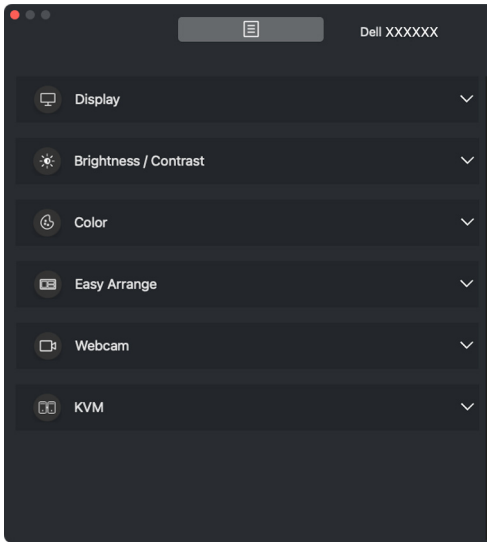 Dell XXXXXX
Display
Brightness / Contrast
Color
Easy Arrange
Webcam
KVM